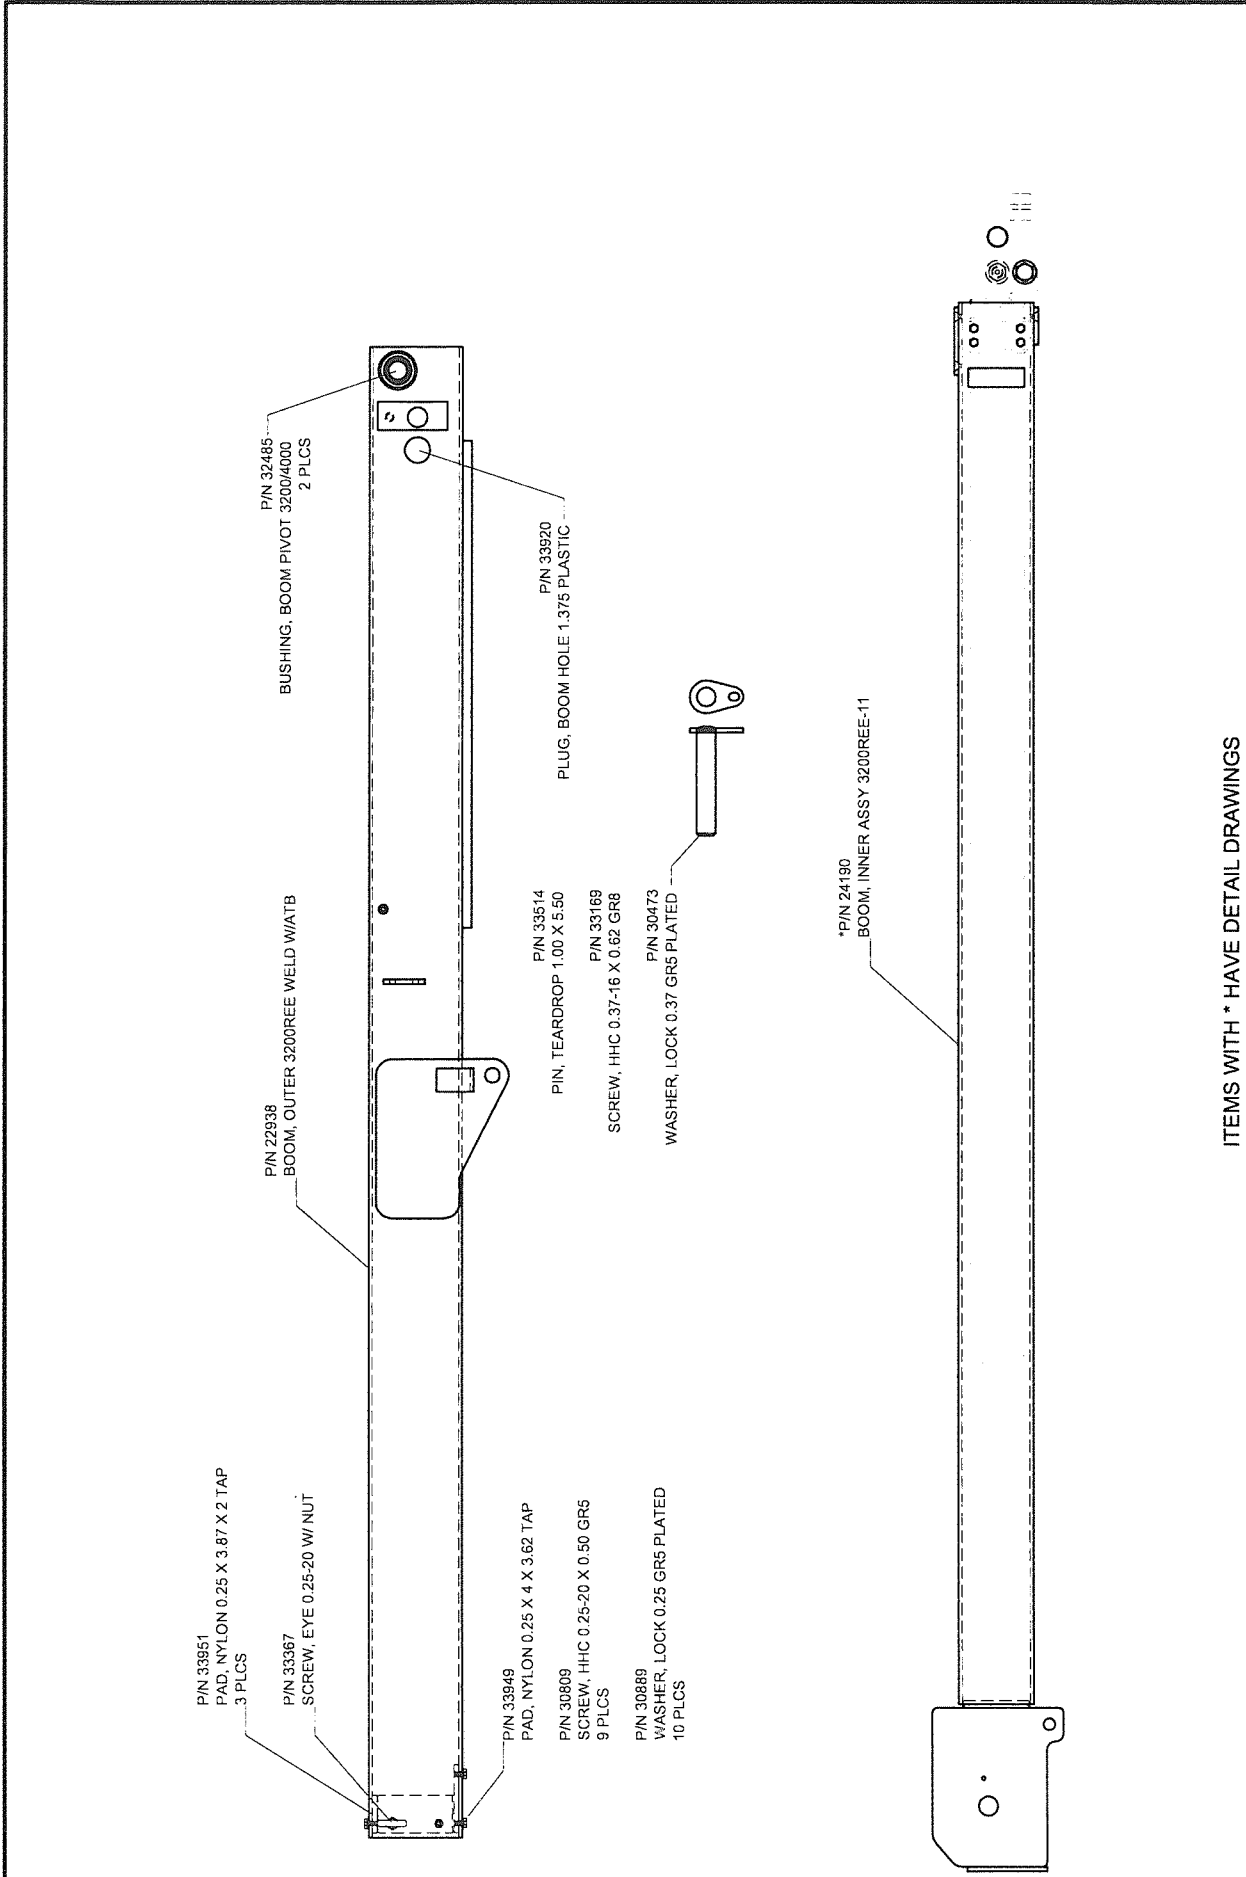 P/N 33951
PAD, NYLON 0.25 X 3.87 X 2 TAP
3 PLCS
P/N 33367
SCREW, EYE 0.25-20 W/ NUT
P/N 33949
PAD, NYLON 0.25 X 4 X 3.62 TAP
P/N 30809
SCREW, HHC 0.25-20 X 0.50 GR5
9 PLCS
P/N 30889
WASHER, LOCK 0.25 GR5 PLATED
10 PLCS
P/N 22938
BOOM, OUTER 3200REE WELD W/ATB
P/N 32485
BUSHING, BOOM PIVOT 3200/4000
2 PLCS
P/N 33920
PLUG, BOOM HOLE 1.375 PLASTIC
P/N 33514
PIN, TEARDROP 1.00 X 5.50
P/N 33169
SCREW, HHC 0.37-16 X 0.62 GR8
P/N 30473
WASHER, LOCK 0.37 GR5 PLATED
*P/N 24190
BOOM, INNER ASSY 3200REE-11
ITEMS WITH * HAVE DETAIL DRAWINGS